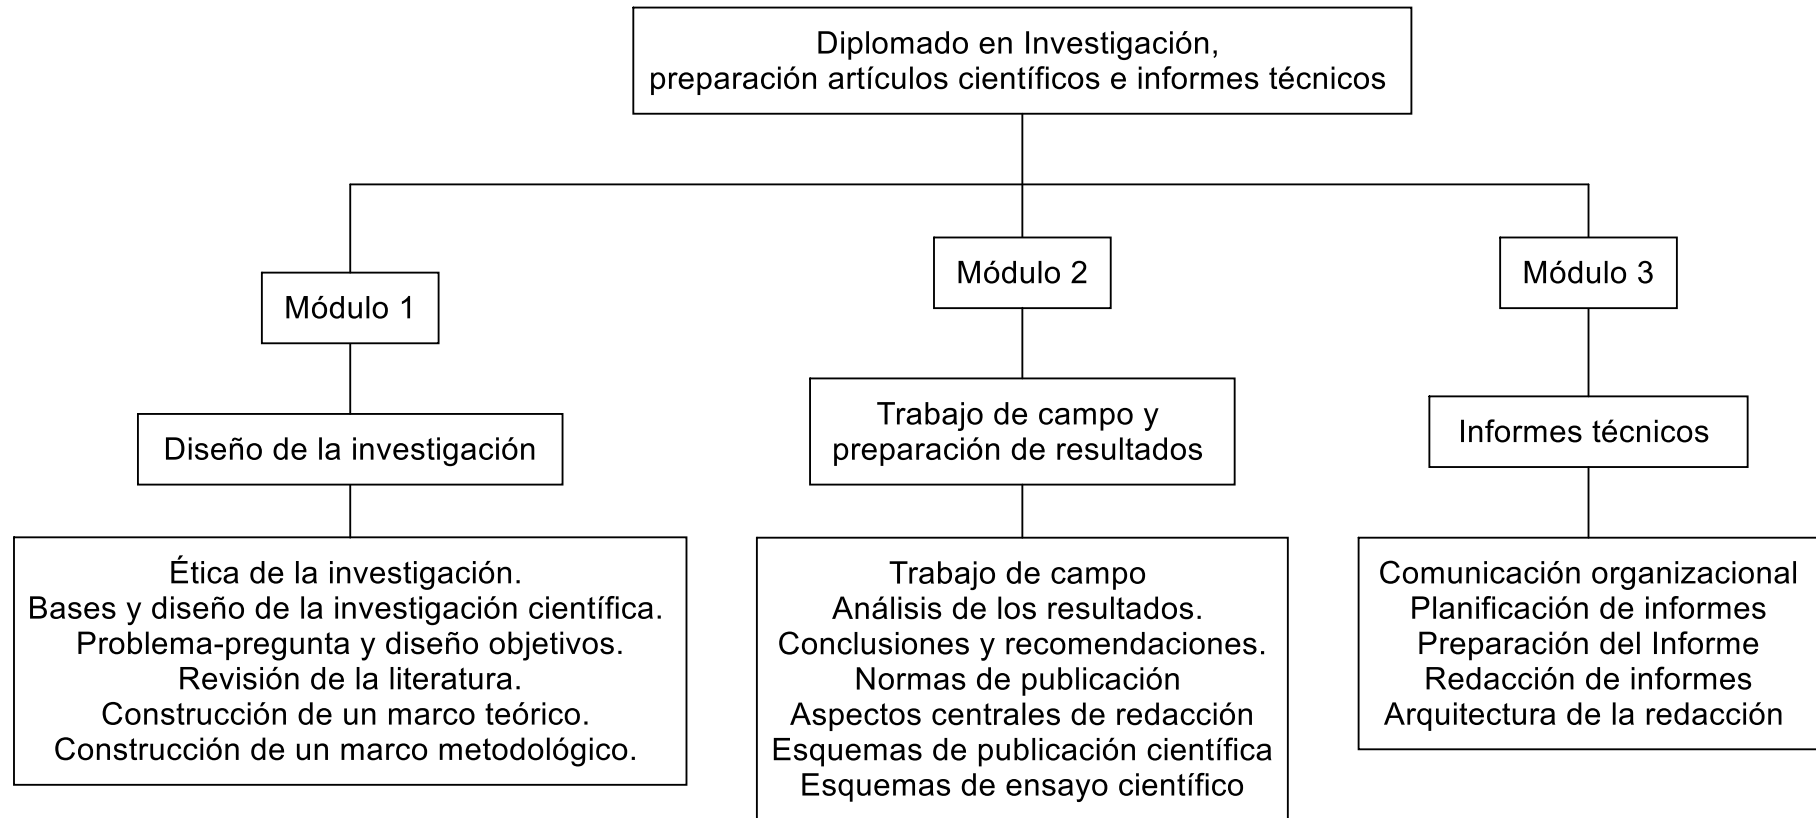 Diplomado en Investigación,
preparación artículos científicos e informes técnicos
Módulo 1
Diseño de la investigación
Ética de la investigación.
Bases y diseño de la investigación científica.
Problema-pregunta y diseño objetivos.
Revisión de la literatura.
Construcción de un marco teórico.
Construcción de un marco metodológico.
Módulo 2
Trabajo de campo y
preparación de resultados
Trabajo de campo
Análisis de los resultados.
Conclusiones y recomendaciones.
Normas de publicación
Aspectos centrales de redacción
Esquemas de publicación científica
Esquemas de ensayo científico
Módulo 3
Informes técnicos
Comunicación organizacional
Planificación de informes
Preparación del Informe
Redacción de informes
Arquitectura de la redacción